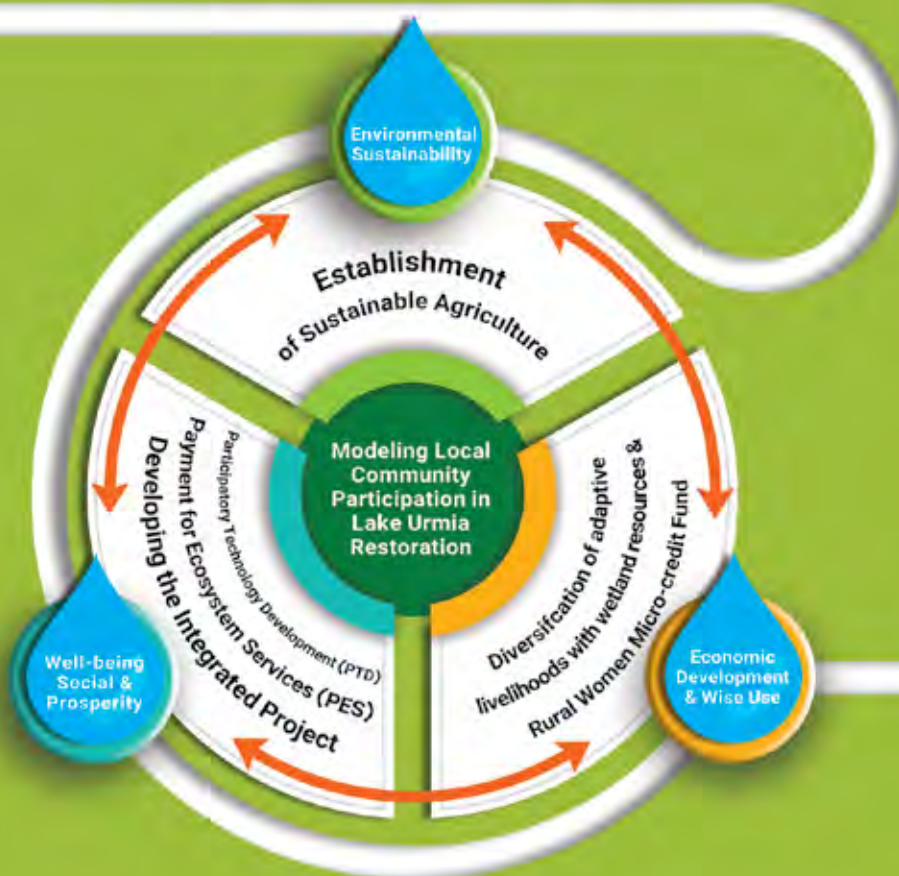 Environmental
Sustainability
Establishment
of Sustainable Agriculture
Modeling Local
Community
Participation in
Lake Urmia
Restoration
Participatory Technology Development (PTD)
Payment for Ecosystem Services (PES)
Developing the Integrated Project
Diversifcation of adaptive
livelihoods with wetland resources &
Rural Women Micro-credit Fund
Well-being
Social &
Prosperity
Economic
Development
& Wise Use